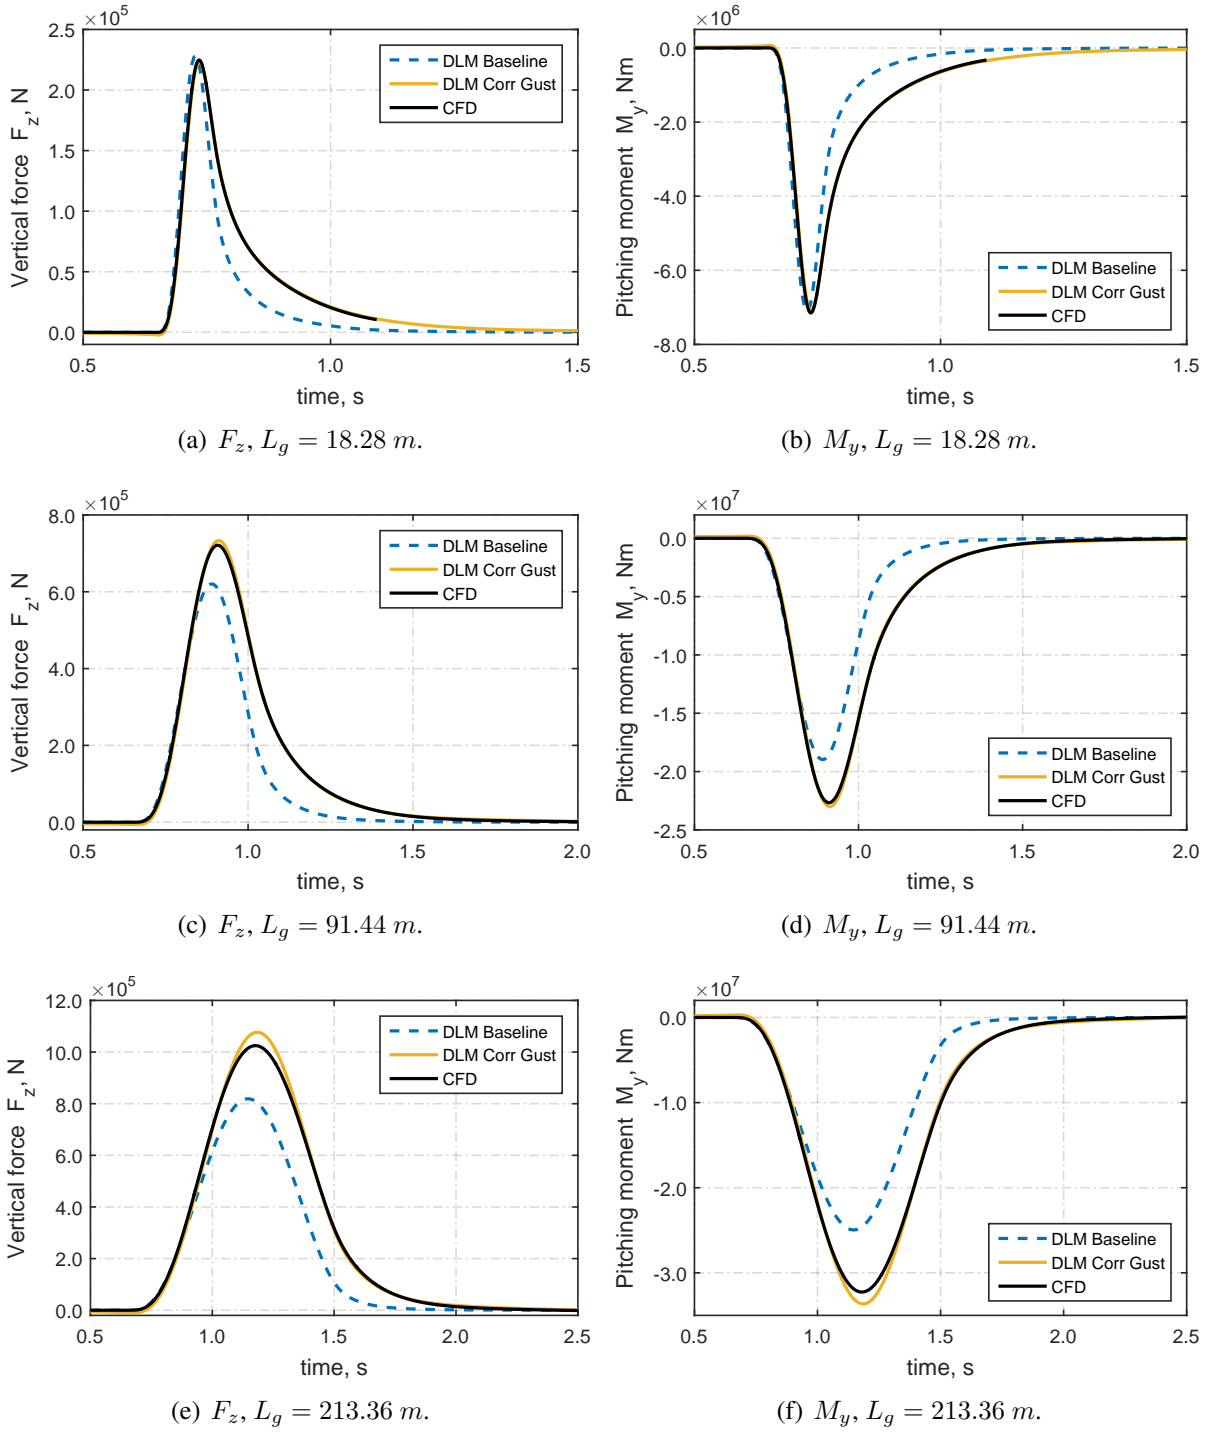 ×10^5
2.5
2.0
1.5
1.0
0.5
0.0
Vertical force F_z, N
DLM Baseline
DLM Corr Gust
CFD
0.5 1.0 1.5
time, s
(a) F_z, L_g = 18.28 m.
×10^6
0.0
-2.0
-4.0
-6.0
-8.0
Pitching moment M_y, Nm
DLM Baseline
DLM Corr Gust
CFD
0.5 1.0 1.5
time, s
(b) M_y, L_g = 18.28 m.
×10^5
8.0
6.0
4.0
2.0
0.0
Vertical force F_z, N
DLM Baseline
DLM Corr Gust
CFD
0.5 1.0 1.5 2.0
time, s
(c) F_z, L_g = 91.44 m.
×10^7
0.0
-0.5
-1.0
-1.5
-2.0
-2.5
Pitching moment M_y, Nm
DLM Baseline
DLM Corr Gust
CFD
0.5 1.0 1.5 2.0
time, s
(d) M_y, L_g = 91.44 m.
×10^5
12.0
10.0
8.0
6.0
4.0
2.0
0.0
Vertical force F_z, N
DLM Baseline
DLM Corr Gust
CFD
0.5 1.0 1.5 2.0 2.5
time, s
(e) F_z, L_g = 213.36 m.
×10^7
0.0
-1.0
-2.0
-3.0
Pitching moment M_y, Nm
DLM Baseline
DLM Corr Gust
CFD
0.5 1.0 1.5 2.0 2.5
time, s
(f) M_y, L_g = 213.36 m.